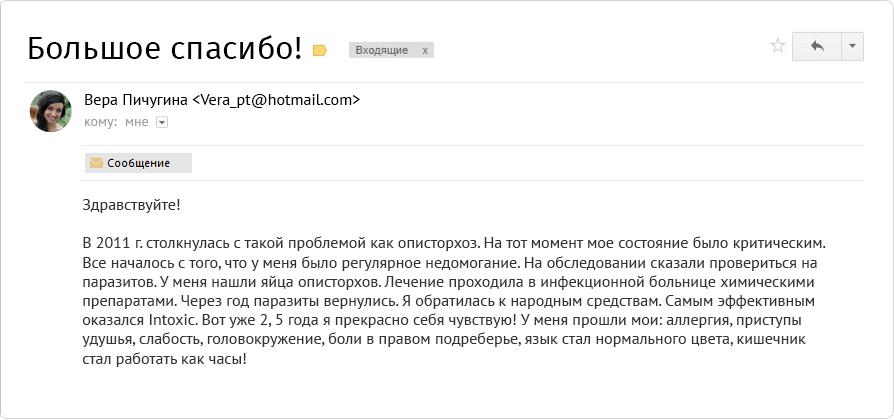 Большое спасибо!
Входящие x
Вера Пичугина <Vera_pt@hotmail.com>
кому: мне
Сообщение
Здравствуйте!
В 2011 г. столкнулась с такой проблемой как описторхоз. На тот момент мое состояние было критическим.
Все началось с того, что у меня было регулярное недомогание. На обследовании сказали провериться на
паразитов. У меня нашли яйца описторхов. Лечение проходила в инфекционной больнице химическими
препаратами. Через год паразиты вернулись. Я обратилась к народным средствам. Самым эффективным
оказался Intoxic. Вот уже 2, 5 года я прекрасно себя чувствую! У меня прошли мои: аллергия, приступы
удушья, слабость, головокружение, боли в правом подреберье, язык стал нормального цвета, кишечник
стал работать как часы!